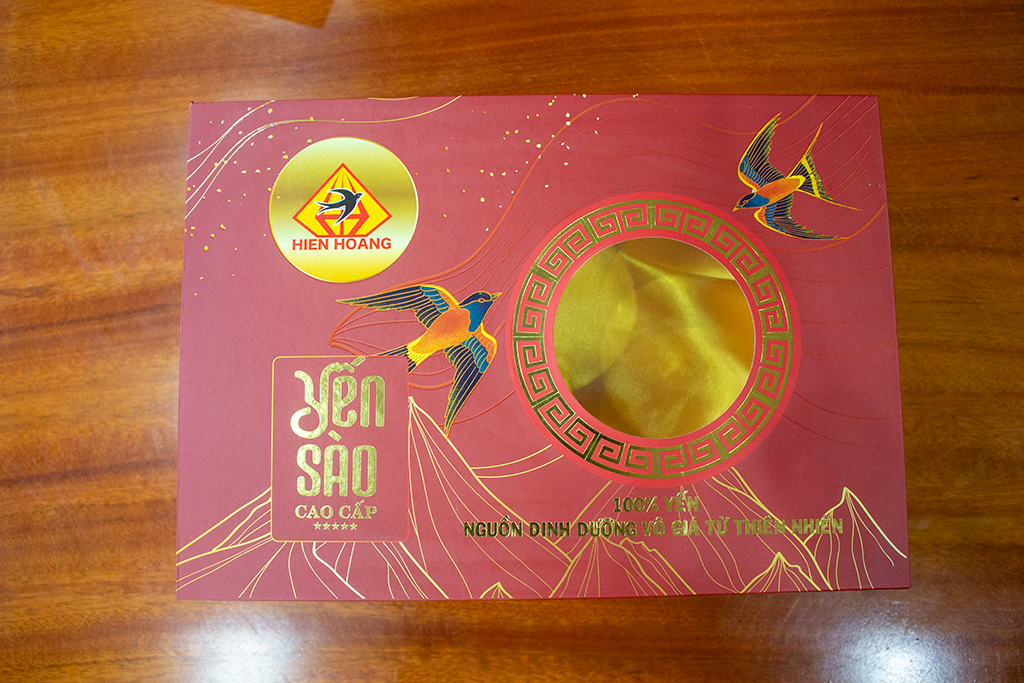 HIEN HOANG
Yến
SÀO
CAO CẤP
100% YẾN
NGUỒN DINH DƯỠNG VÔ GIÁ TỪ THIÊN NHIÊN